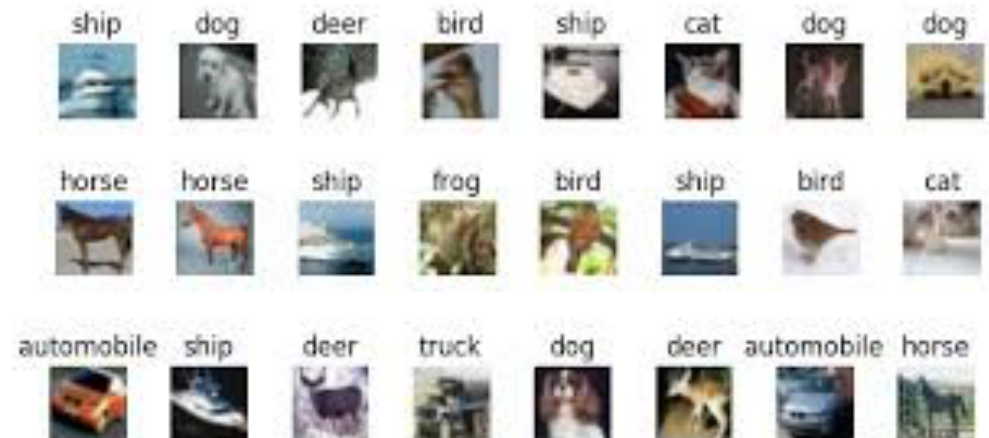 ship dog deer bird ship cat dog dog
horse horse ship frog bird ship bird cat
automobile ship deer truck dog deer automobile horse